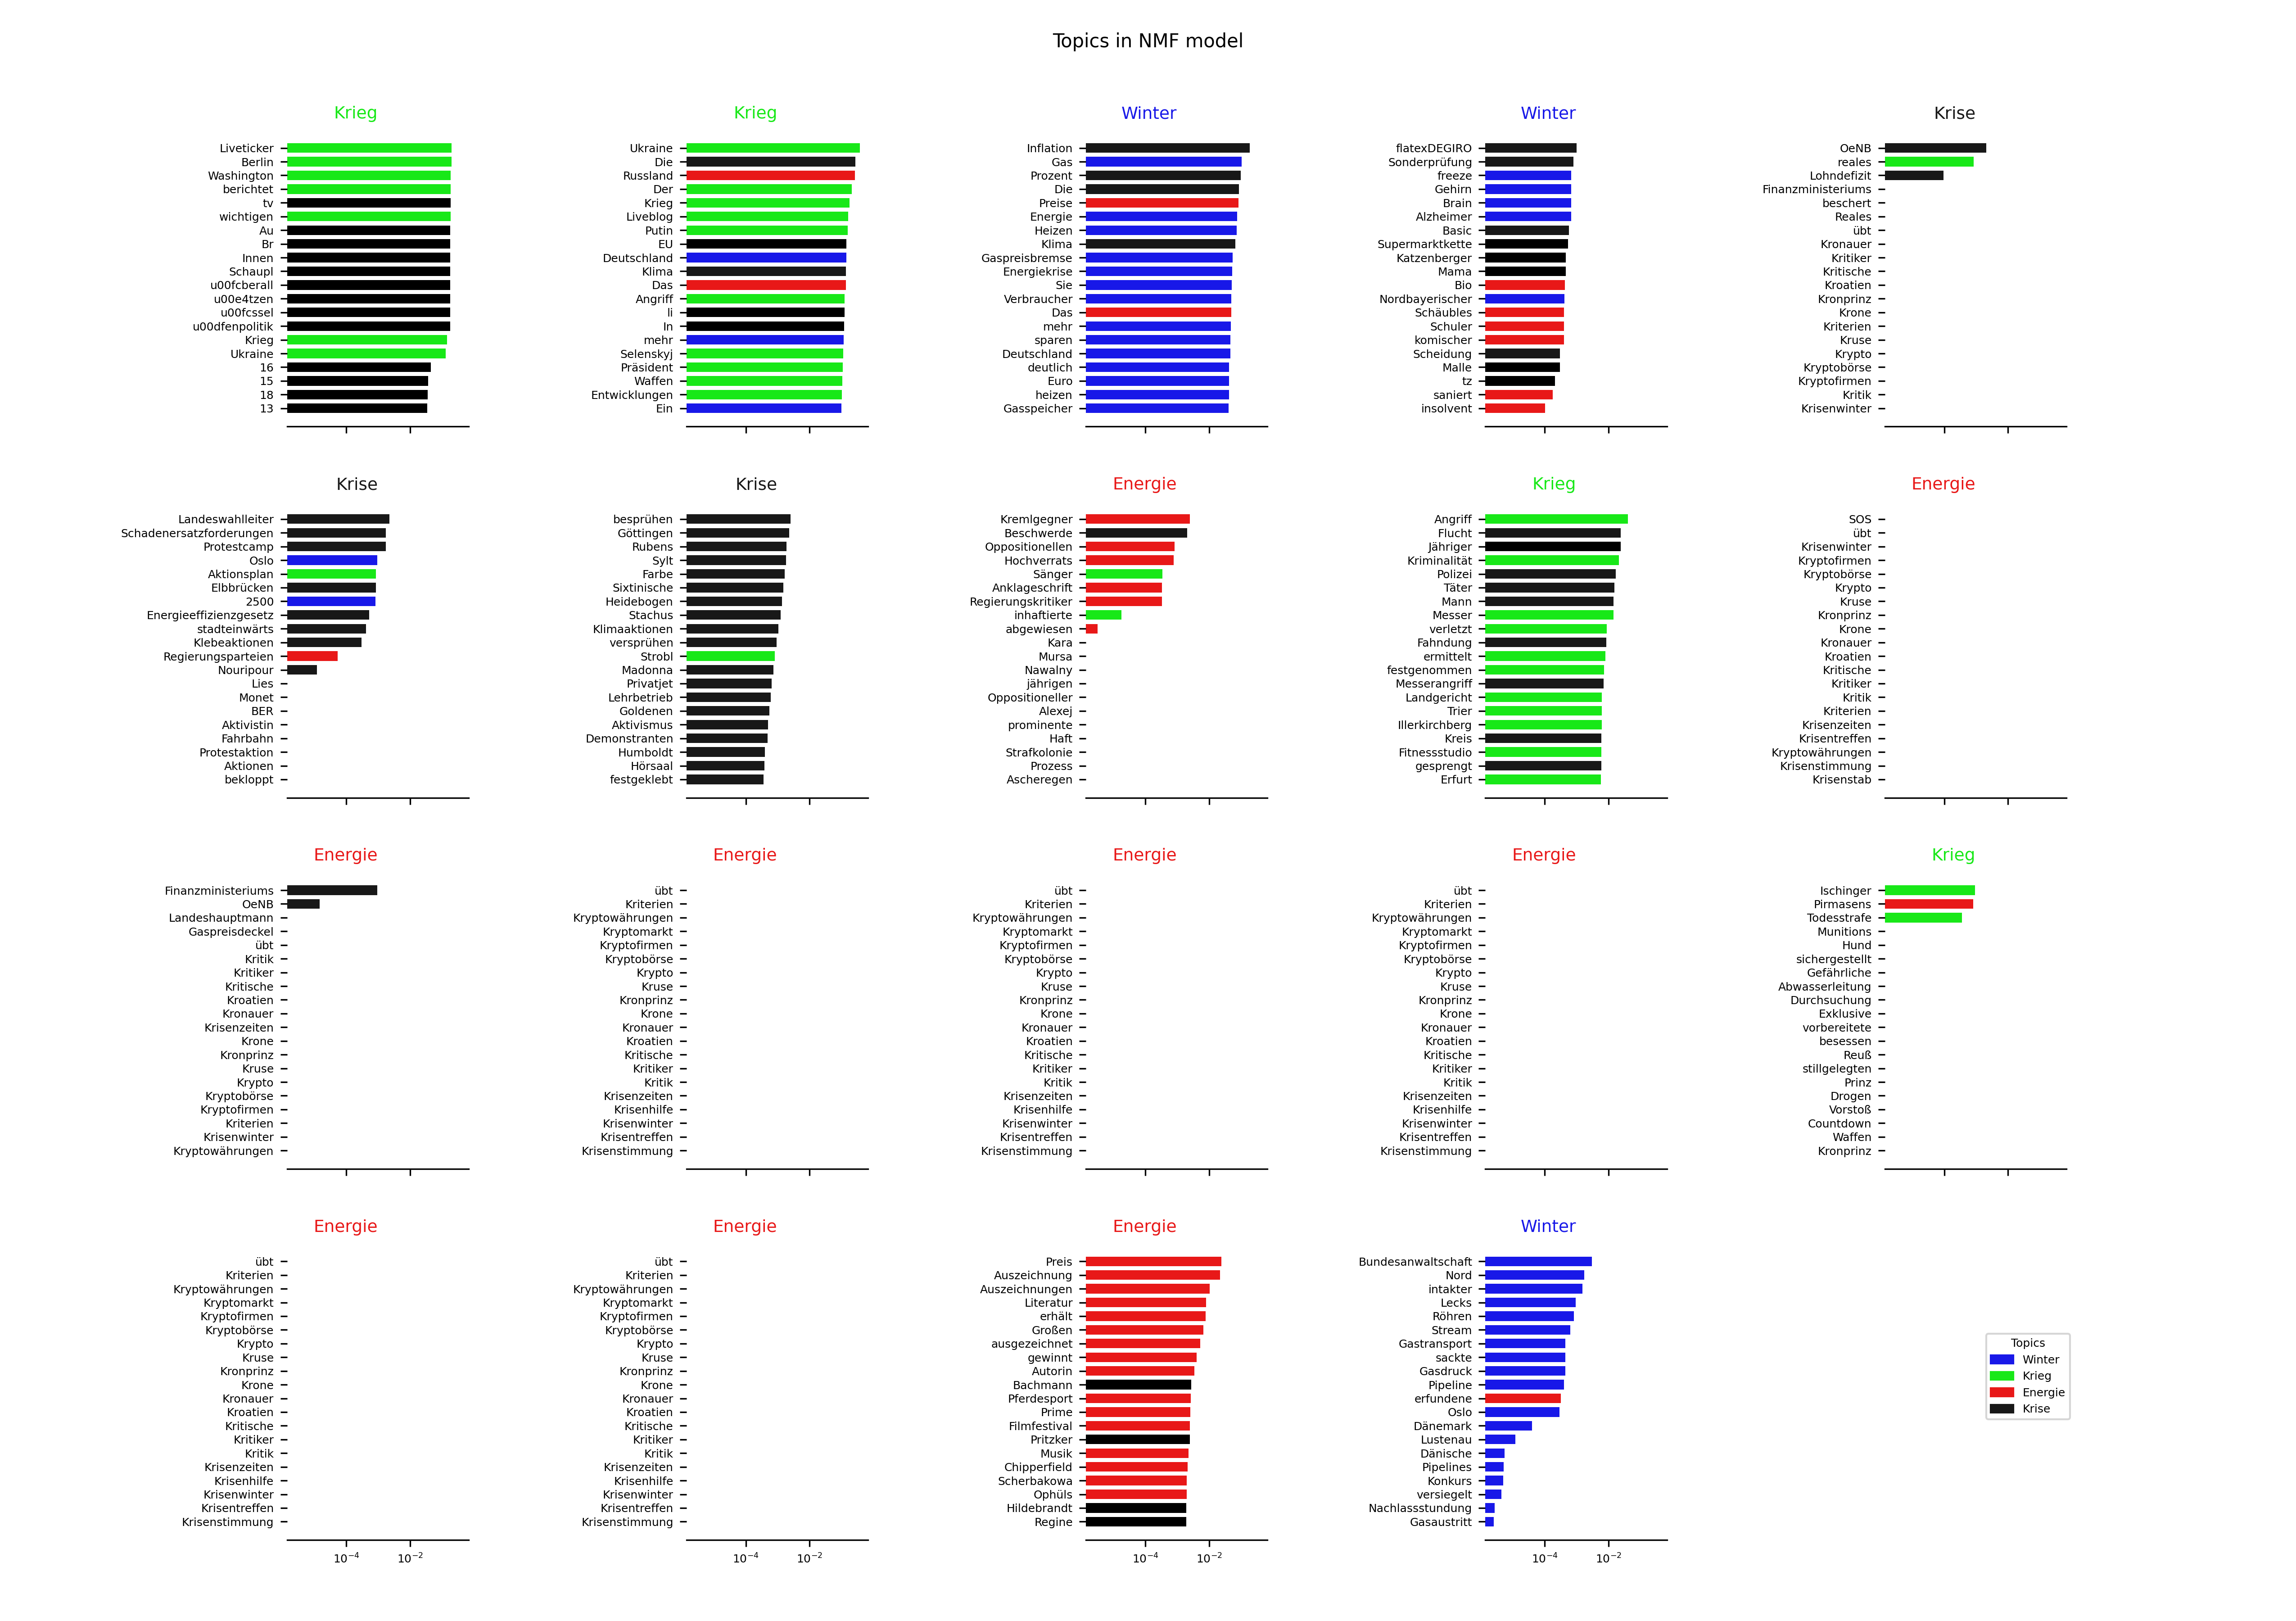 Topics in NMF model
Krieg
Liveticker
Berlin
Washington
berichtet
tv
wichtigen
Au
Br
Innen
Schaupl
u00fcberall
u00e4tzen
u00fcssel
u00dfenpolitik
Krieg
Ukraine
16
15
18
13
Krieg
Ukraine
Die
Russland
Der
Krieg
Liveblog
Putin
EU
Deutschland
Klima
Das
Angriff
li
In
mehr
Selenskyj
Präsident
Waffen
Entwicklungen
Ein
Winter
Inflation
Gas
Prozent
Die
Preise
Energie
Heizen
Klima
Gaspreisbremse
Energiekrise
Sie
Verbraucher
Das
mehr
sparen
Deutschland
deutlich
Euro
heizen
Gasspeicher
Winter
flatexDEGIRO
Sonderprüfung
freeze
Gehirn
Brain
Alzheimer
Basic
Supermarktkette
Katzenberger
Mama
Bio
Nordbayerischer
Schäubles
Schuler
komischer
Scheidung
Malle
tz
saniert
insolvent
Krise
OeNB
reales
Lohndefizit
Finanzministeriums
beschert
Reales
übt
Kronauer
Kritiker
Kritische
Kroatien
Kronprinz
Krone
Kriterien
Kruse
Krypto
Kryptobörse
Kryptofirmen
Kritik
Krisenwinter
Krise
Landeswahlleiter
Schadenersatzforderungen
Protestcamp
Oslo
Aktionsplan
Elbbrücken
2500
Energieeffizienzgesetz
stadteinwärts
Klebeaktionen
Regierungsparteien
Nouripour
Lies
Monet
BER
Aktivistin
Fahrbahn
Protestaktion
Aktionen
bekloppt
Krise
besprühen
Göttingen
Rubens
Sylt
Farbe
Sixtinische
Heidebogen
Stachus
Klimaaktionen
versprühen
Strobl
Madonna
Privatjet
Lehrbetrieb
Goldenen
Aktivismus
Demonstranten
Humboldt
Hörsaal
festgeklebt
Energie
Kremlgegner
Beschwerde
Oppositionellen
Hochverrats
Sänger
Anklageschrift
Regierungskritiker
inhaftierte
abgewiesen
Kara
Mursa
Nawalny
jährigen
Oppositioneller
Alexej
prominente
Haft
Strafkolonie
Prozess
Ascheregen
Krieg
Angriff
Flucht
Jähriger
Kriminalität
Polizei
Täter
Mann
Messer
verletzt
Fahndung
ermittelt
festgenommen
Messerangriff
Landgericht
Trier
Illerkirchberg
Kreis
Fitnessstudio
gesprengt
Erfurt
Energie
SOS
übt
Krisenwinter
Kryptofirmen
Kryptobörse
Krypto
Kruse
Kronprinz
Krone
Kronauer
Kroatien
Kritische
Kritiker
Kritik
Kriterien
Krisenzeiten
Krisentreffen
Kryptowährungen
Krisenstimmung
Krisenstab
Energie
Finanzministeriums
OeNB
Landeshauptmann
Gaspreisdeckel
übt
Kritik
Kritiker
Kritische
Kroatien
Kronauer
Krisenzeiten
Krone
Kronprinz
Kruse
Krypto
Kryptobörse
Kryptofirmen
Kriterien
Krisenwinter
Kryptowährungen
Energie
übt
Kriterien
Kryptowährungen
Kryptomarkt
Kryptofirmen
Kryptobörse
Krypto
Kruse
Kronprinz
Krone
Kronauer
Kroatien
Kritische
Kritiker
Kritik
Krisenzeiten
Krisenhilfe
Krisenwinter
Krisentreffen
Krisenstimmung
Energie
übt
Kriterien
Kryptowährungen
Kryptomarkt
Kryptofirmen
Kryptobörse
Krypto
Kruse
Kronprinz
Krone
Kronauer
Kroatien
Kritische
Kritiker
Kritik
Krisenzeiten
Krisenhilfe
Krisenwinter
Krisentreffen
Krisenstimmung
Energie
übt
Kriterien
Kryptowährungen
Kryptomarkt
Kryptofirmen
Kryptobörse
Krypto
Kruse
Kronprinz
Krone
Kronauer
Kroatien
Kritische
Kritiker
Kritik
Krisenzeiten
Krisenhilfe
Krisenwinter
Krisentreffen
Krisenstimmung
Krieg
Ischinger
Pirmasens
Todesstrafe
Munitions
Hund
sichergestellt
Gefährliche
Abwasserleitung
Durchsuchung
Exklusive
vorbereitete
besessen
Reuß
stillgelegten
Prinz
Drogen
Vorstoß
Countdown
Waffen
Kronprinz
Energie
übt
Kriterien
Kryptowährungen
Kryptomarkt
Kryptofirmen
Kryptobörse
Krypto
Kruse
Kronprinz
Krone
Kronauer
Kroatien
Kritische
Kritiker
Kritik
Krisenzeiten
Krisenhilfe
Krisenwinter
Krisentreffen
Krisenstimmung
10⁻⁴ 10⁻²
Energie
übt
Kriterien
Kryptowährungen
Kryptomarkt
Kryptofirmen
Kryptobörse
Krypto
Kruse
Kronprinz
Krone
Kronauer
Kroatien
Kritische
Kritiker
Kritik
Krisenzeiten
Krisenhilfe
Krisenwinter
Krisentreffen
Krisenstimmung
10⁻⁴ 10⁻²
Energie
Preis
Auszeichnung
Auszeichnungen
Literatur
erhält
Großen
ausgezeichnet
gewinnt
Autorin
Bachmann
Pferdesport
Prime
Filmfestival
Pritzker
Musik
Chipperfield
Scherbakowa
Ophüls
Hildebrandt
Regine
10⁻⁴ 10⁻²
Winter
Bundesanwaltschaft
Nord
intakter
Lecks
Röhren
Stream
Gastransport
sackte
Gasdruck
Pipeline
erfundene
Oslo
Dänemark
Lustenau
Dänische
Pipelines
Konkurs
versiegelt
Nachlassstundung
Gasaustritt
10⁻⁴ 10⁻²
Topics
Winter
Krieg
Energie
Krise